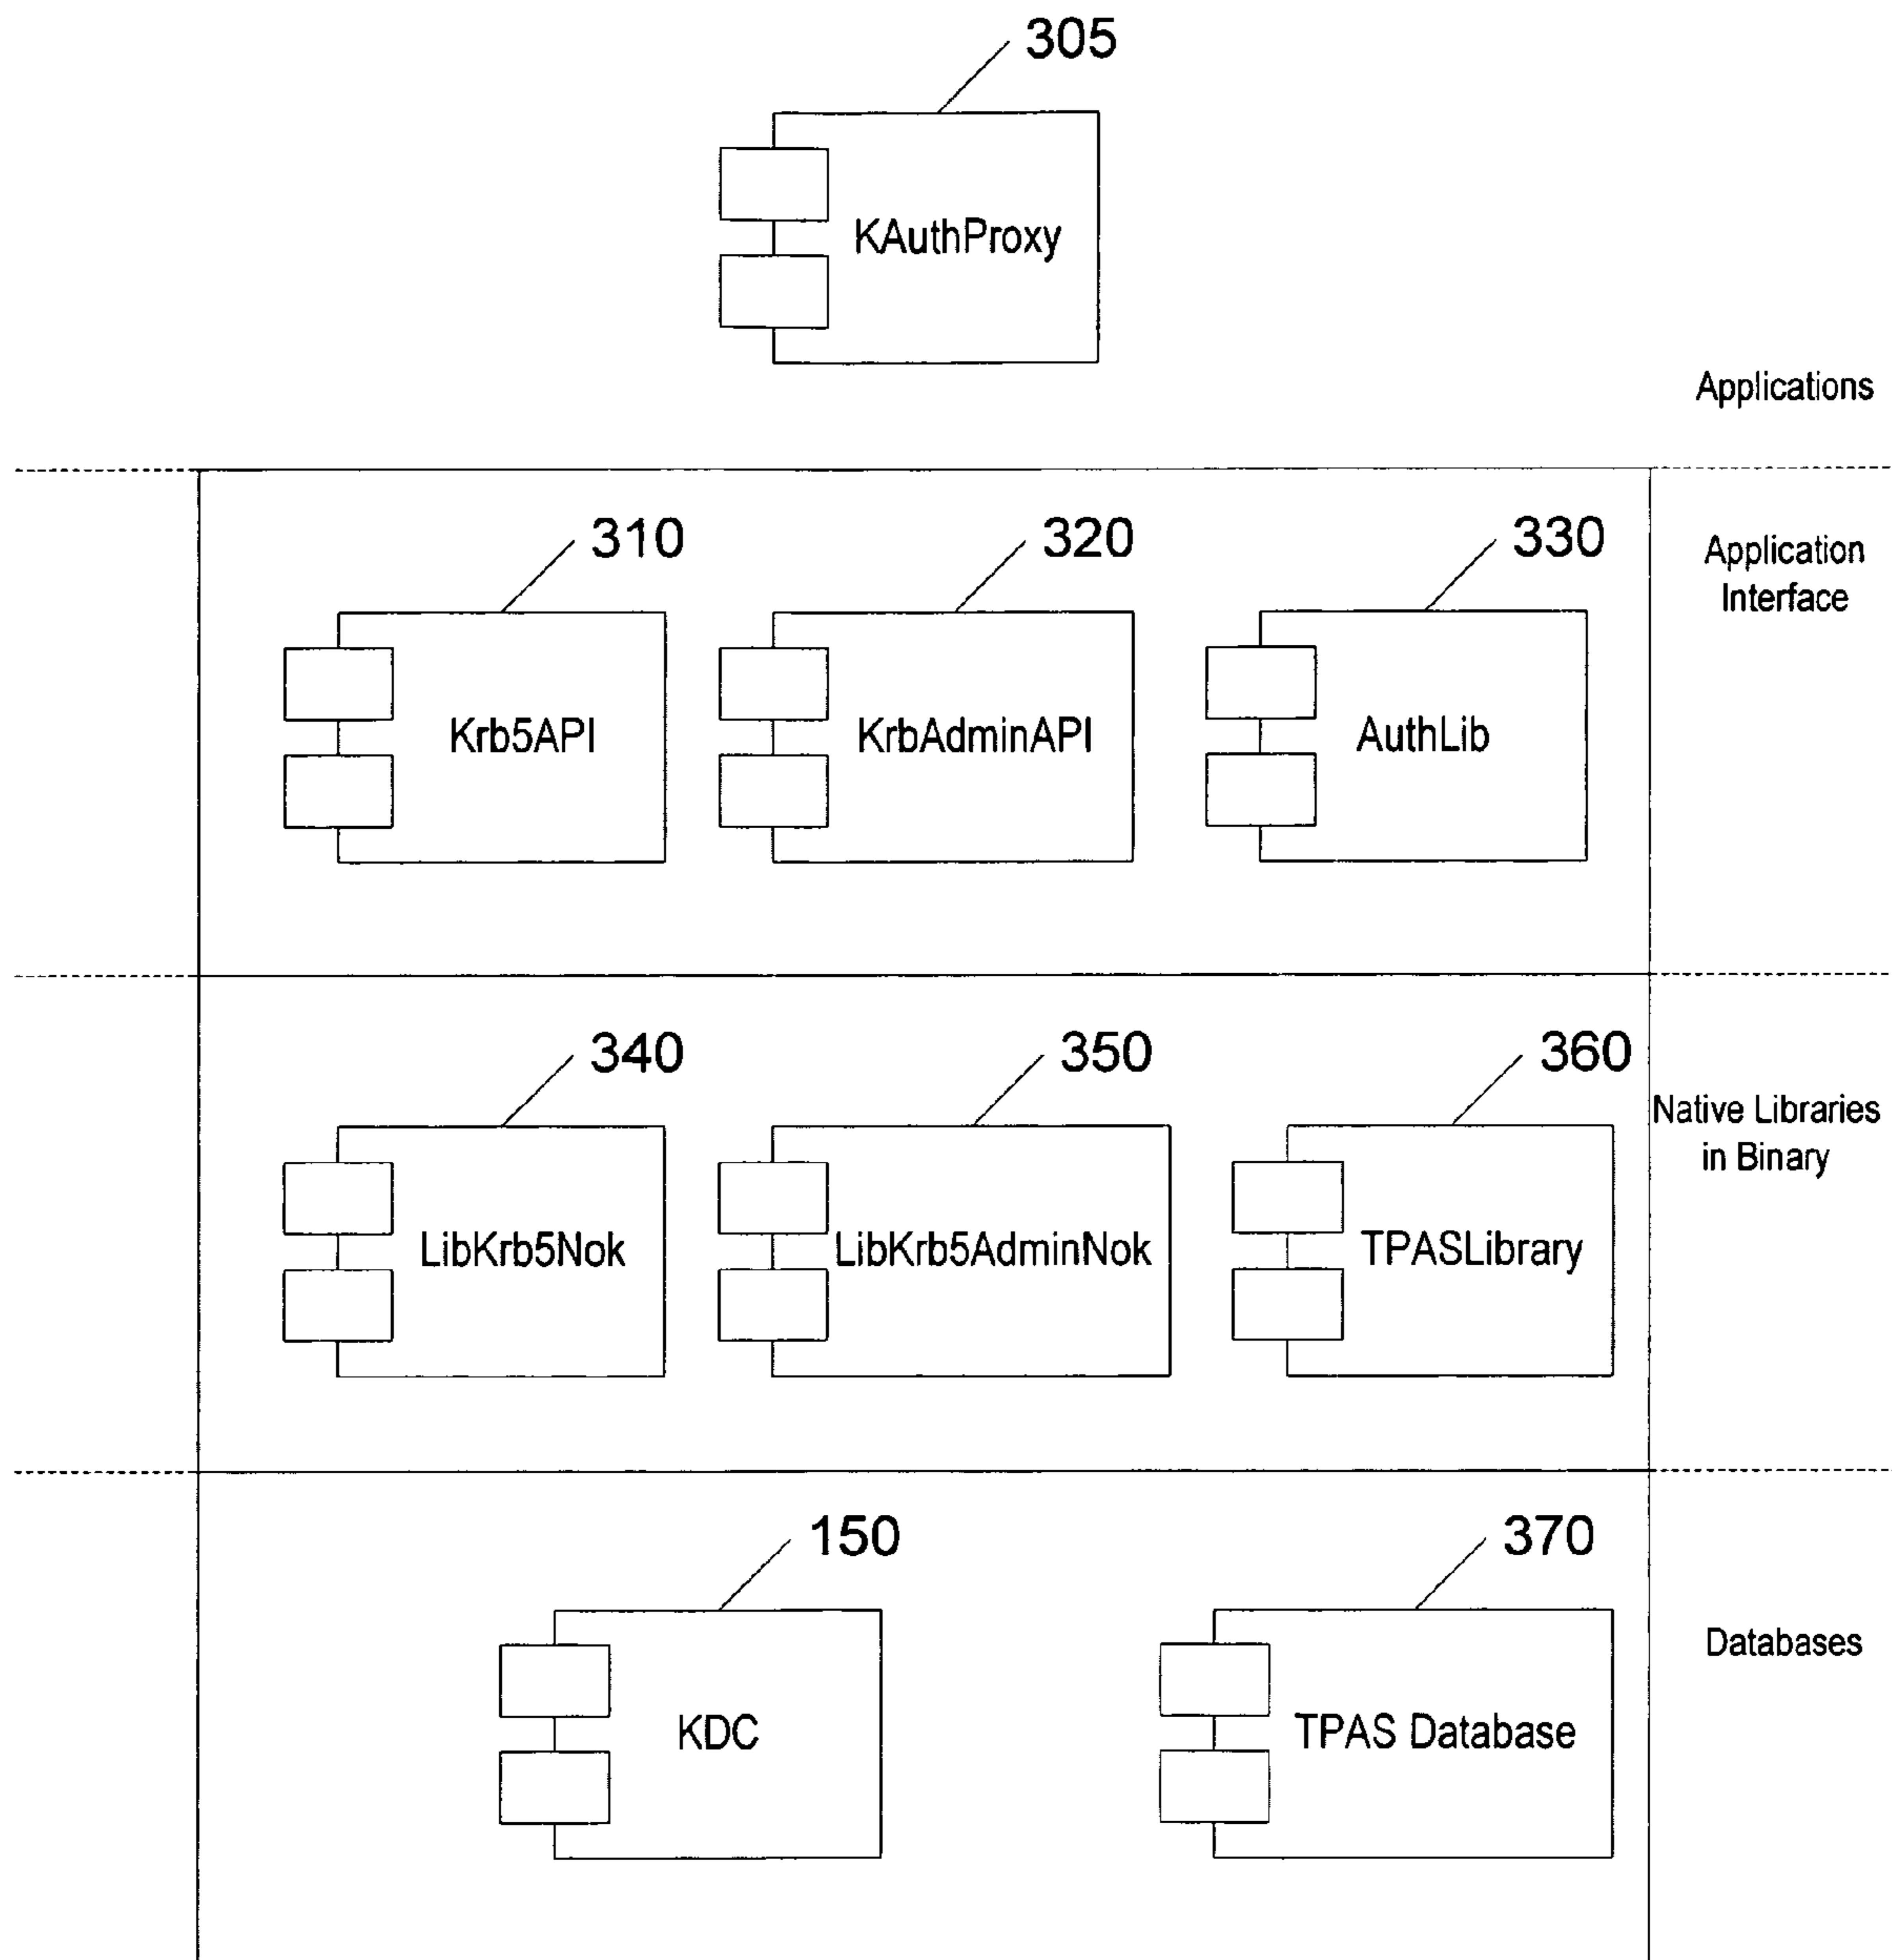 305
KAuthProxy
Applications
310
320
330
Application
Interface
Krb5API
KrbAdminAPI
AuthLib
340
350
360
Native Libraries
in Binary
LibKrb5Nok
LibKrb5AdminNok
TPASLibrary
150
370
Databases
KDC
TPAS Database